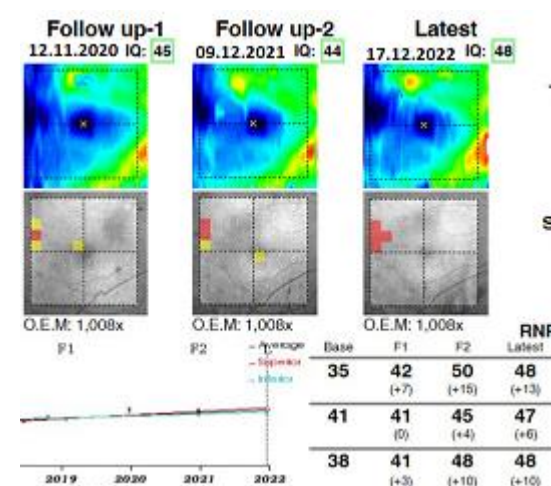 Follow up-1 Follow up-2 Latest
12.11.2020 IQ: 45 09.12.2021 IQ: 44 17.12.2022 IQ: 48
S
O.E.M: 1,008x O.E.M: 1,008x O.E.M: 1,008x
RNF
F1 F2 Average Base F1 F2 Latest
Superior
Inferior
35 42 50 48
(+7) (+15) (+13)
41 41 45 47
(0) (+4) (+6)
38 41 48 48
(+3) (+10) (+10)
2019 2020 2021 2022